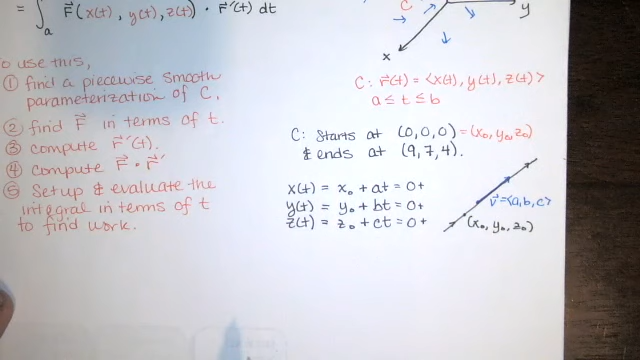 = ∫ₐ F⃗(x(t), y(t), z(t)) · r⃗'(t) dt
o use this,
① find a piecewise smooth
parameterization of C,
② find F⃗ in terms of t.
③ compute r⃗'(t).
④ compute F⃗ · r⃗'
⑤ Set up & evaluate the
integral in terms of t
to find work.
C
y
x
C: r⃗(t) = <x(t), y(t), z(t)>
a ≤ t ≤ b
C: Starts at (0,0,0) = (x₀, y₀, z₀)
& ends at (9,7,4).
x(t) = x₀ + at = 0+
y(t) = y₀ + bt = 0+
z(t) = z₀ + ct = 0+
v⃗ = <a, b, c>
(x₀, y₀, z₀)